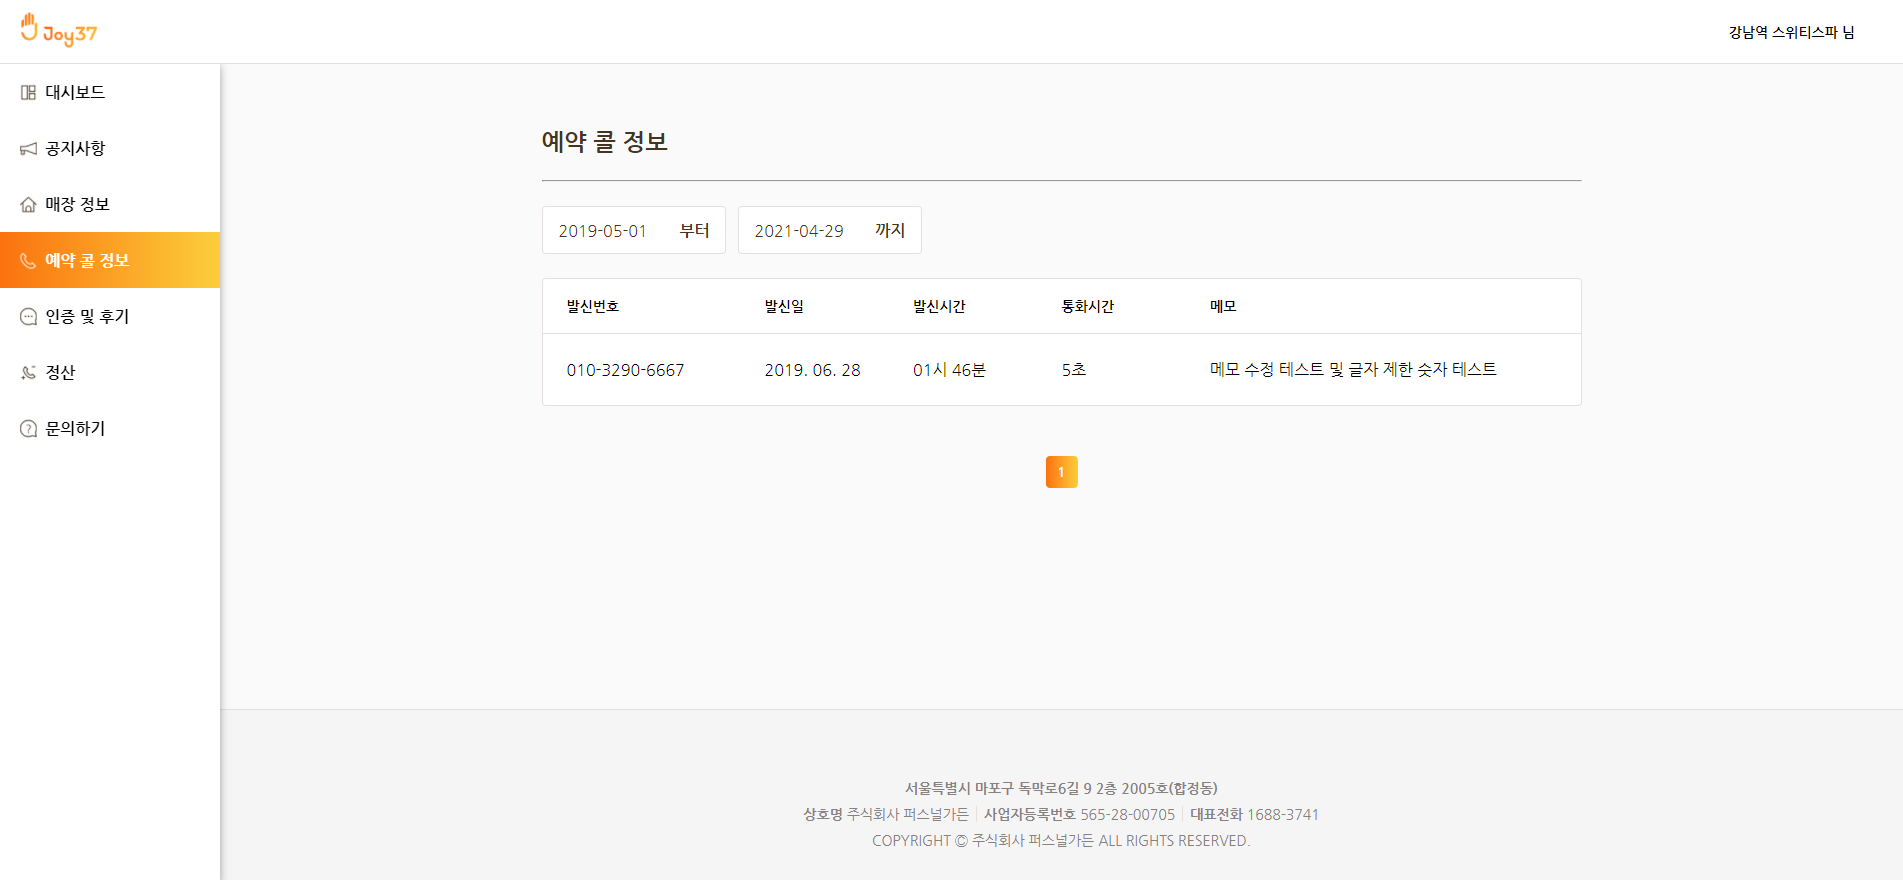 Joy37
강남역 스위티스파 님
대시보드
공지사항
매장 정보
예약 콜 정보
인증 및 후기
정산
문의하기
예약 콜 정보
2019-05-01 부터 2021-04-29 까지
발신번호 발신일 발신시간 통화시간 메모
010-3290-6667 2019. 06. 28 01시 46분 5초 메모 수정 테스트 및 글자 제한 숫자 테스트
1
서울특별시 마포구 독막로6길 9 2층 2005호(합정동)
상호명 주식회사 퍼스널가든 사업자등록번호 565-28-00705 대표전화 1688-3741
COPYRIGHT © 주식회사 퍼스널가든 ALL RIGHTS RESERVED.